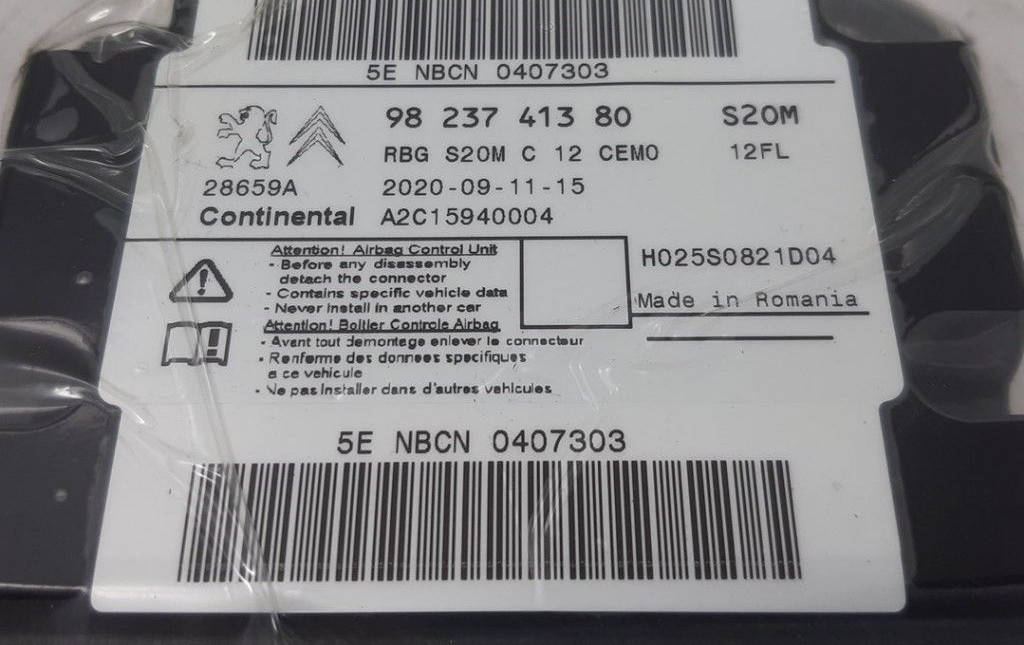 5E NBCN 0407303
98 237 413 80 S20M
RBG S20M C 12 CEMO 12FL
28659A 2020-09-11-15
Continental A2C15940004
Attention! Airbag Control Unit
- Before any disassembly
detach the connector
- Contains specific vehicle data
- Never install in another car
Attention! Boitier Controle Airbag
- Avant tout demontage enlever le connecteur
- Renferme des donnees specifiques
a ce vehicule
- Ne pas installer dans d'autres vehicules
H025S0821D04
Made in Romania
5E NBCN 0407303